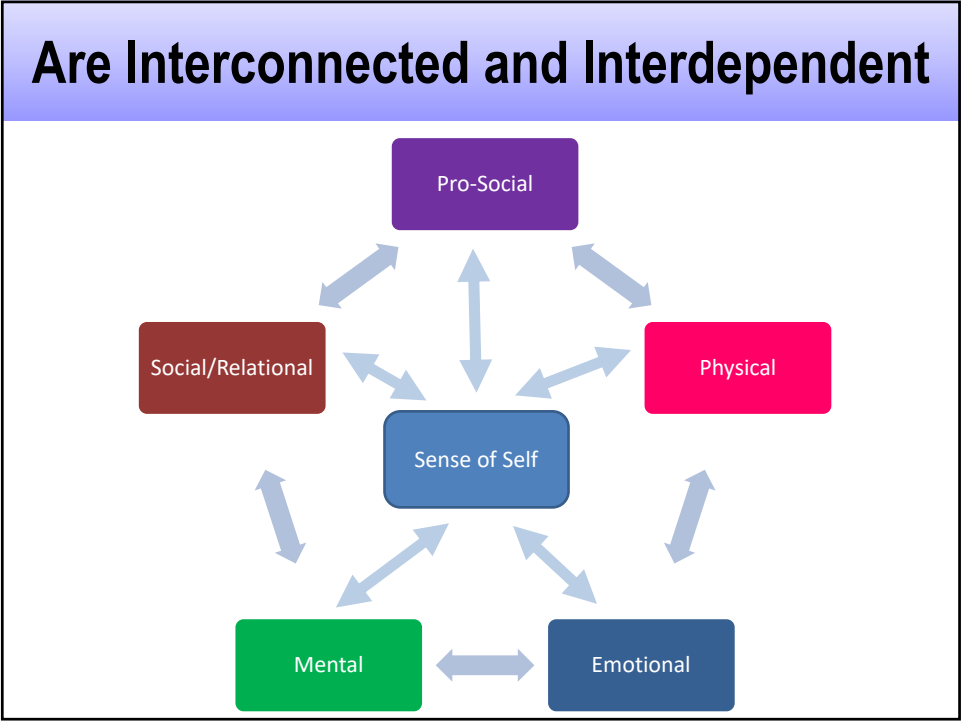 Are Interconnected and Interdependent
Pro-Social
Social/Relational
Physical
Sense of Self
Mental
Emotional